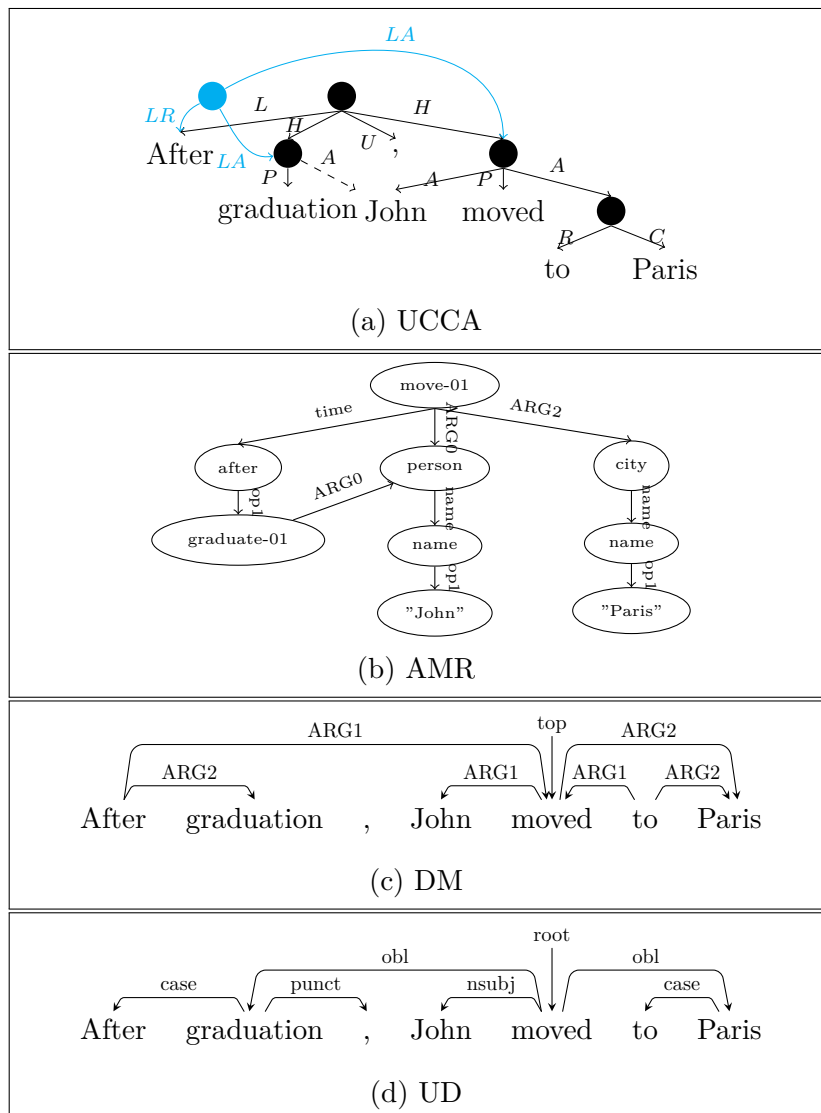 LA
LR L H H
After LA P A U , A P A
graduation John moved R C
to Paris
(a) UCCA
move-01
time ARG0 ARG2
after person city
op1 ARG0 name name
graduate-01 name name
op1 op1
"John" "Paris"
(b) AMR
top
ARG1 ARG2
ARG2 ARG1 ARG1 ARG2
After graduation , John moved to Paris
(c) DM
root
obl obl
case punct nsubj case
After graduation , John moved to Paris
(d) UD